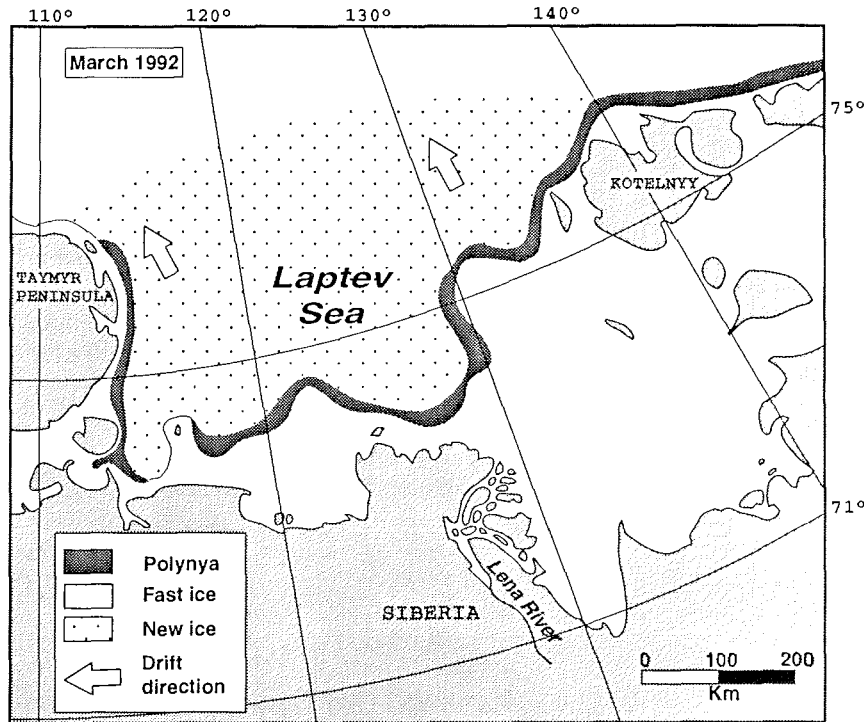 110° 120° 130° 140°
March 1992
75°
KOTELNYY
TAYMYR
PENINSULA
Laptev
Sea
71°
Polynya
Fast ice
New ice
Drift
direction
SIBERIA
Lena River
0 100 200
Km